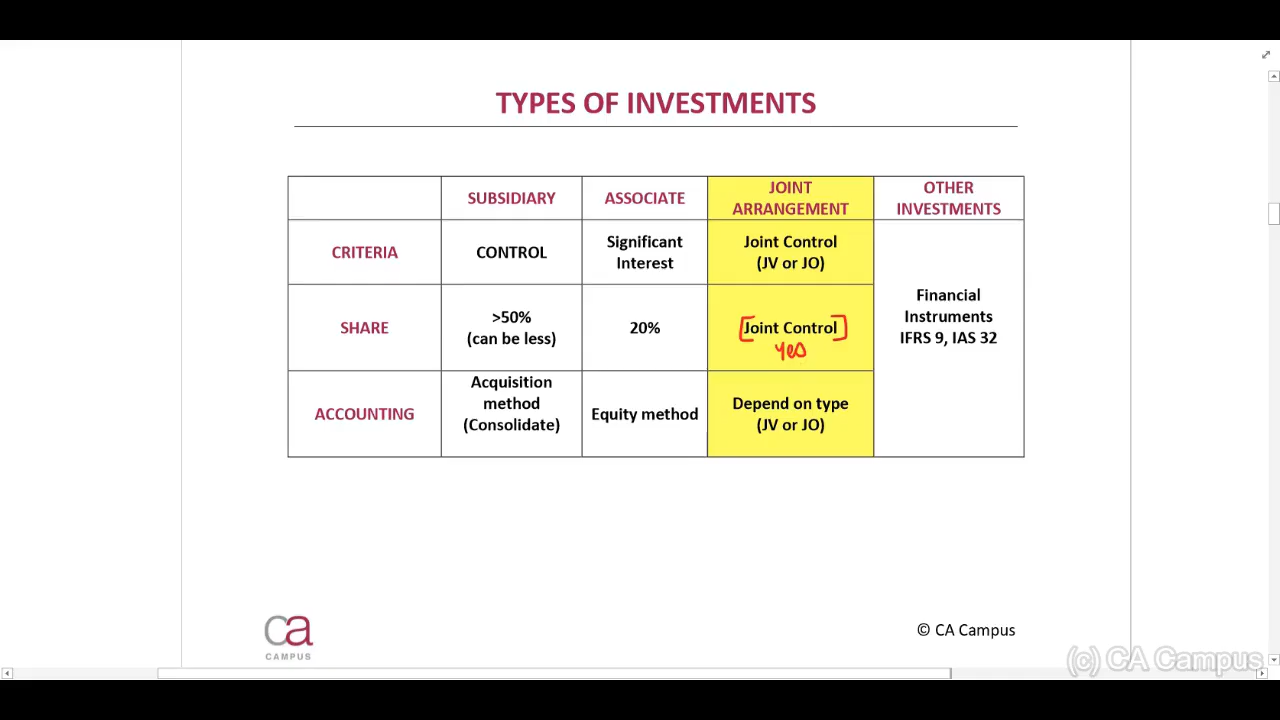 TYPES OF INVESTMENTS
SUBSIDIARY
ASSOCIATE
JOINT
ARRANGEMENT
OTHER
INVESTMENTS
CRITERIA
CONTROL
Significant
Interest
Joint Control
(JV or JO)
Financial
Instruments
IFRS 9, IAS 32
SHARE
>50%
(can be less)
20%
[Joint Control]
Yes
ACCOUNTING
Acquisition
method
(Consolidate)
Equity method
Depend on type
(JV or JO)
ca
CAMPUS
© CA Campus
(c) CA Campus